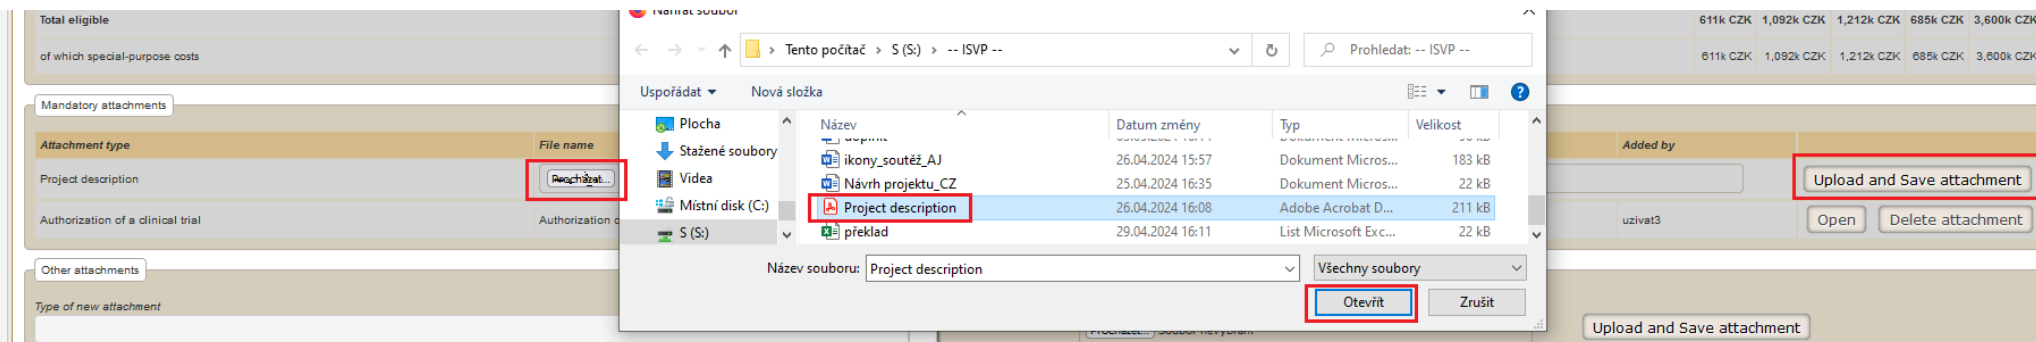 Total eligible
611k CZK 1,092k CZK 1,212k CZK 685k CZK 3,600k CZK
of which special-purpose costs
611k CZK 1,092k CZK 1,212k CZK 685k CZK 3,600k CZK
Mandatory attachments
Attachment type File name Added by
Project description Procházet... Upload and Save attachment
Authorization of a clinical trial Authorization uzivat3 Open Delete attachment
Other attachments
Type of new attachment
Upload and Save attachment
Nahrát soubor
Tento počítač › S (S:) › -- ISVP --
Prohledat: -- ISVP --
Uspořádat Nová složka
Plocha
Stažené soubory
Videa
Místní disk (C:)
S (S:)
Název Datum změny Typ Velikost
ikony_soutěž_AJ 26.04.2024 15:57 Dokument Micros... 183 kB
Návrh projektu_CZ 25.04.2024 16:35 Dokument Micros... 22 kB
Project description 26.04.2024 16:08 Adobe Acrobat D... 211 kB
překlad 29.04.2024 16:11 List Microsoft Exc... 22 kB
Název souboru: Project description Všechny soubory
Otevřít Zrušit